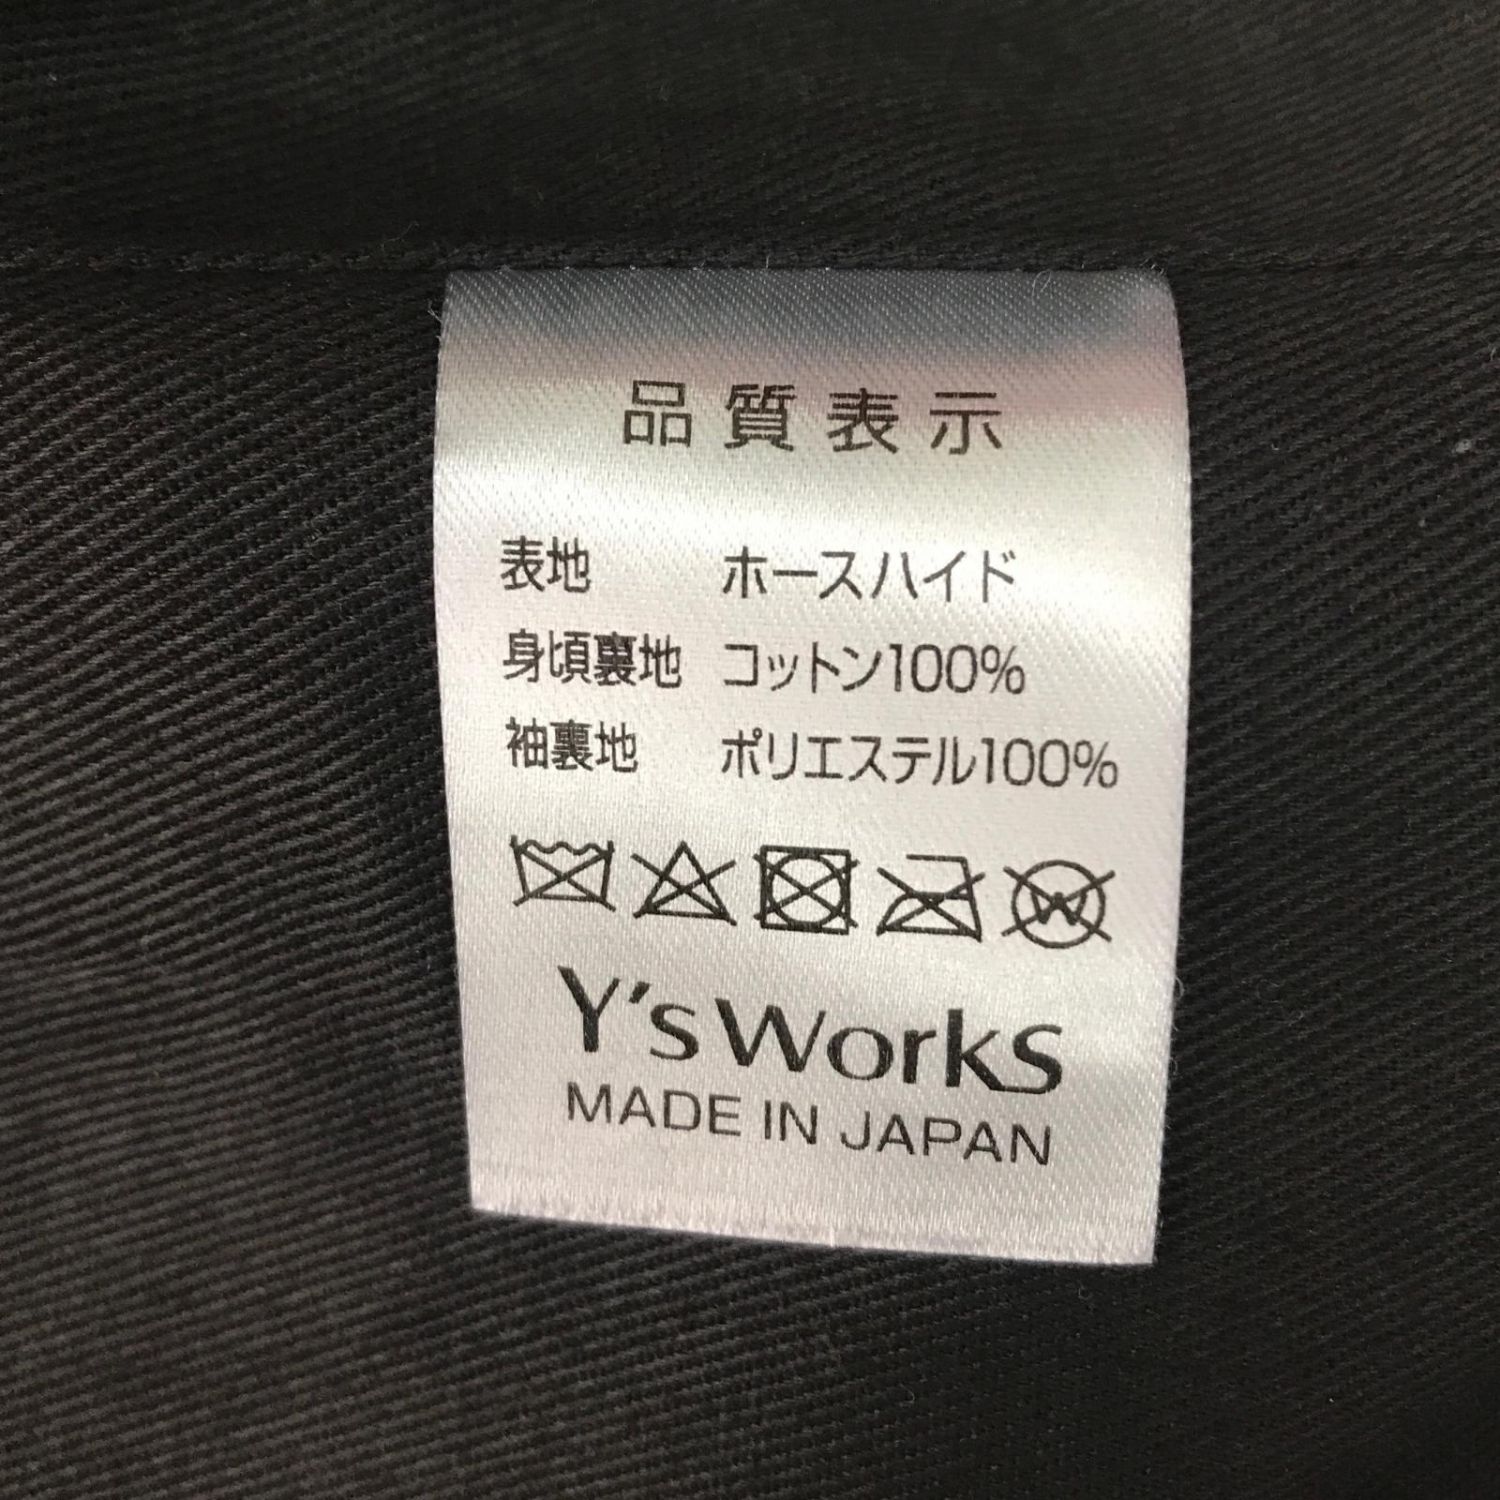 品質表示
表地 ホースハイド
身頃裏地 コットン100%
袖裏地 ポリエステル100%
W
Y's Works
MADE IN JAPAN